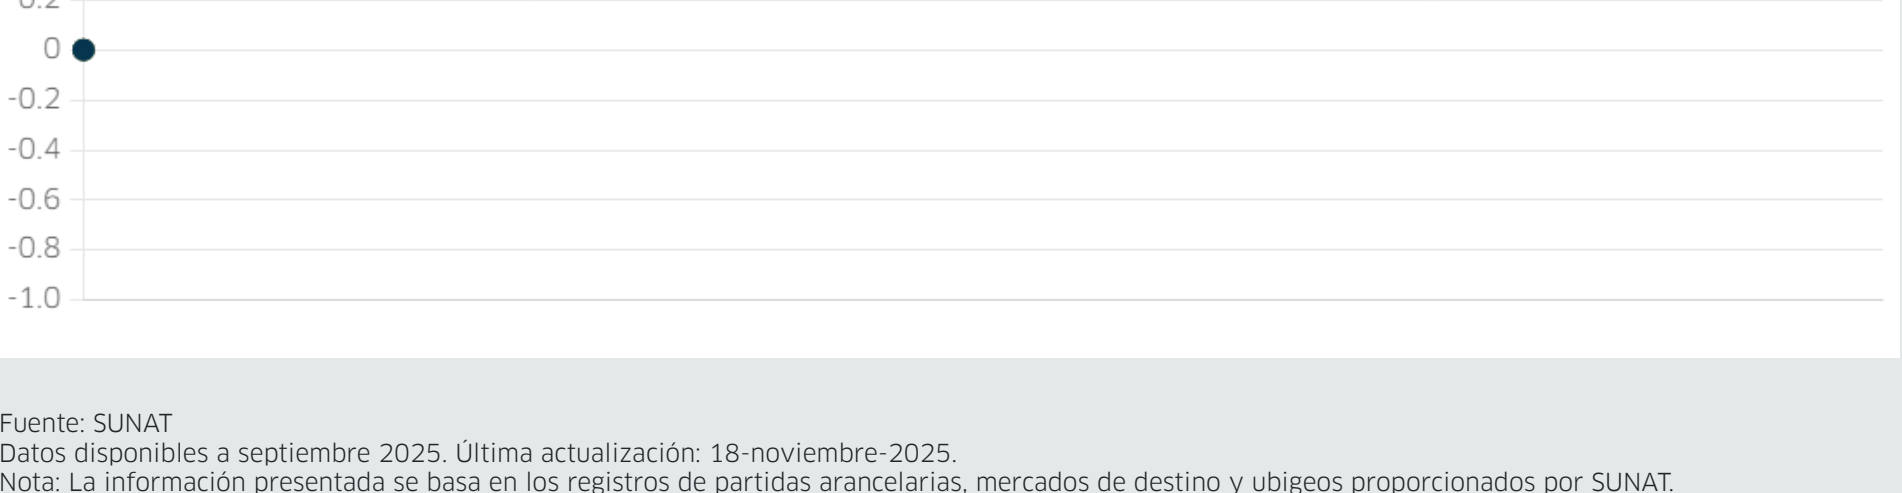 0.2
0
-0.2
-0.4
-0.6
-0.8
-1.0
Fuente: SUNAT
Datos disponibles a septiembre 2025. Última actualización: 18-noviembre-2025.
Nota: La información presentada se basa en los registros de partidas arancelarias, mercados de destino y ubigeos proporcionados por SUNAT.